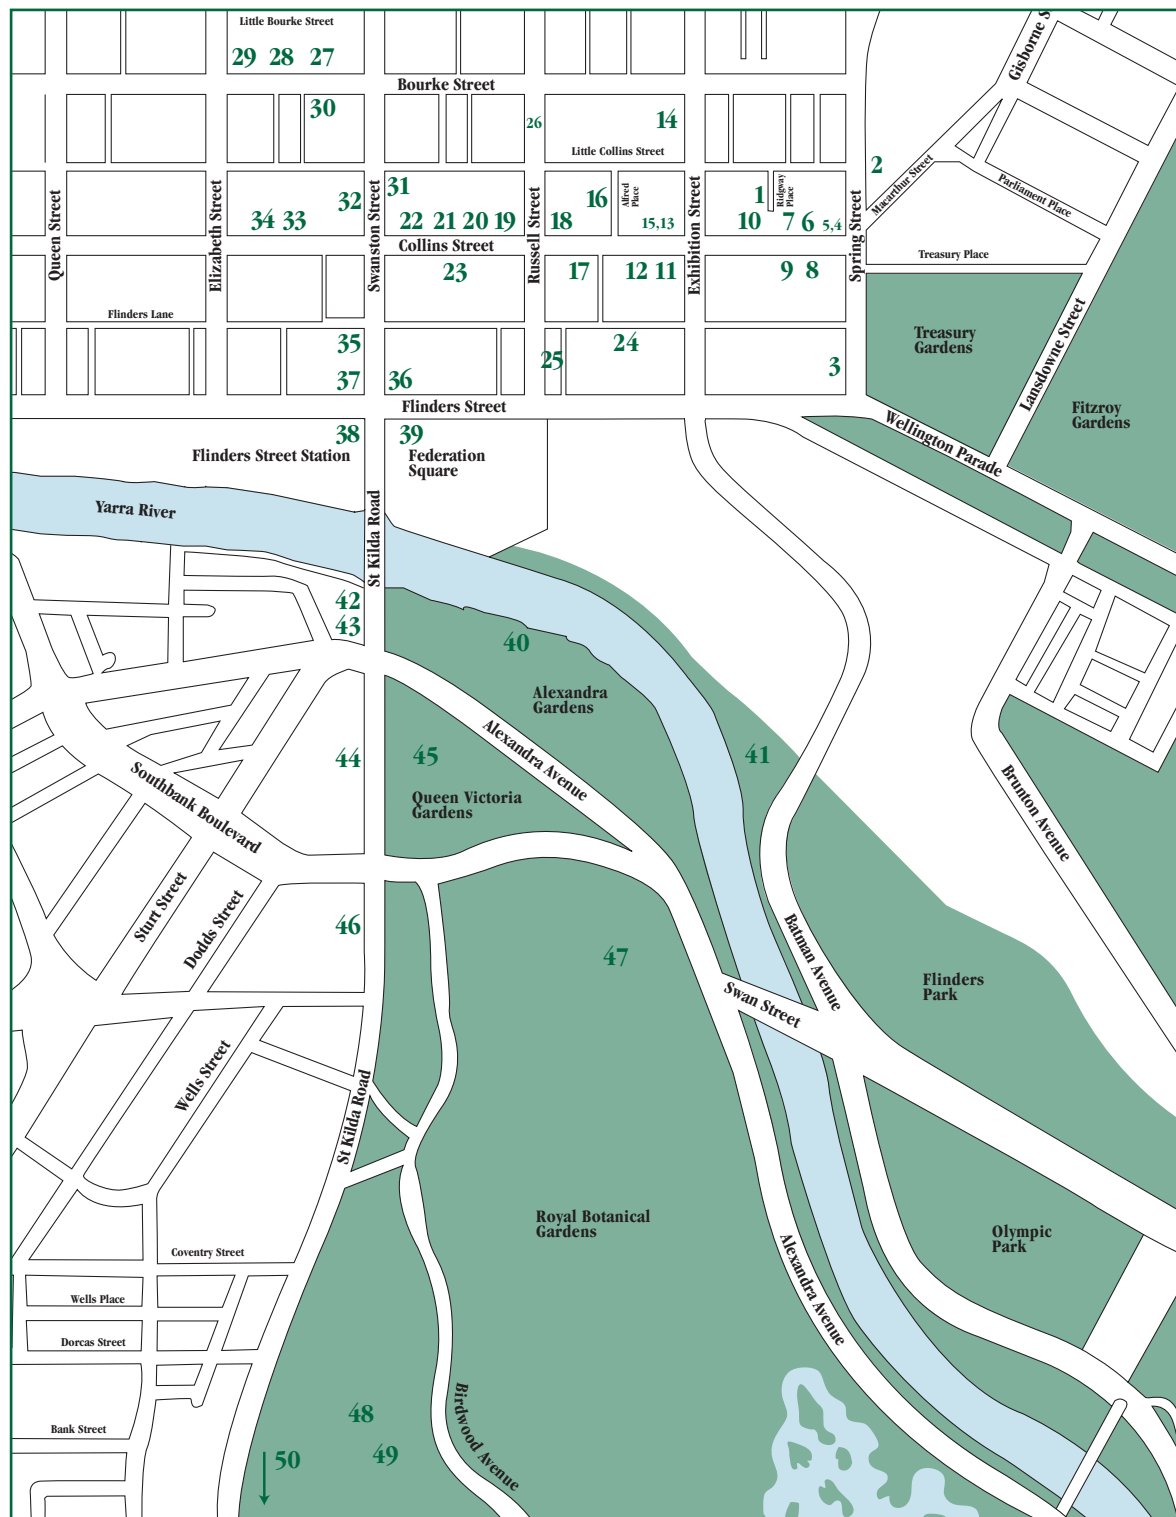 Little Bourke Street
Gisborne S
29 28 27
Bourke Street
30
26
14
Little Collins Street
2
Macarthur Street
Parliament Place
Queen Street
Elizabeth Street
Swanston Street
Russell Street
Exhibition Street
Spring Street
31
32
16
Alfred
Place
1
Ridgway
Place
34 33
22 21 20 19
18
15,13
10
7 6 5,4
Collins Street
Treasury Place
23
17
12 11
9 8
Flinders Lane
Lansdowne Street
Treasury
Gardens
35
24
25
3
37
36
Flinders Street
Fitzroy
Gardens
Wellington Parade
38
39
Flinders Street Station
Federation
Square
Yarra River
St Kilda Road
42
43
40
Alexandra
Gardens
Alexandra Avenue
44
45
41
Southbank Boulevard
Queen Victoria
Gardens
Brunton Avenue
Sturt Street
Dodds Street
46
47
Batman Avenue
Flinders
Park
Swan Street
Wells Street
St Kilda Road
Royal Botanical
Gardens
Olympic
Park
Coventry Street
Alexandra Avenue
Wells Place
Dorcas Street
Birdwood Avenue
48
Bank Street
49
50